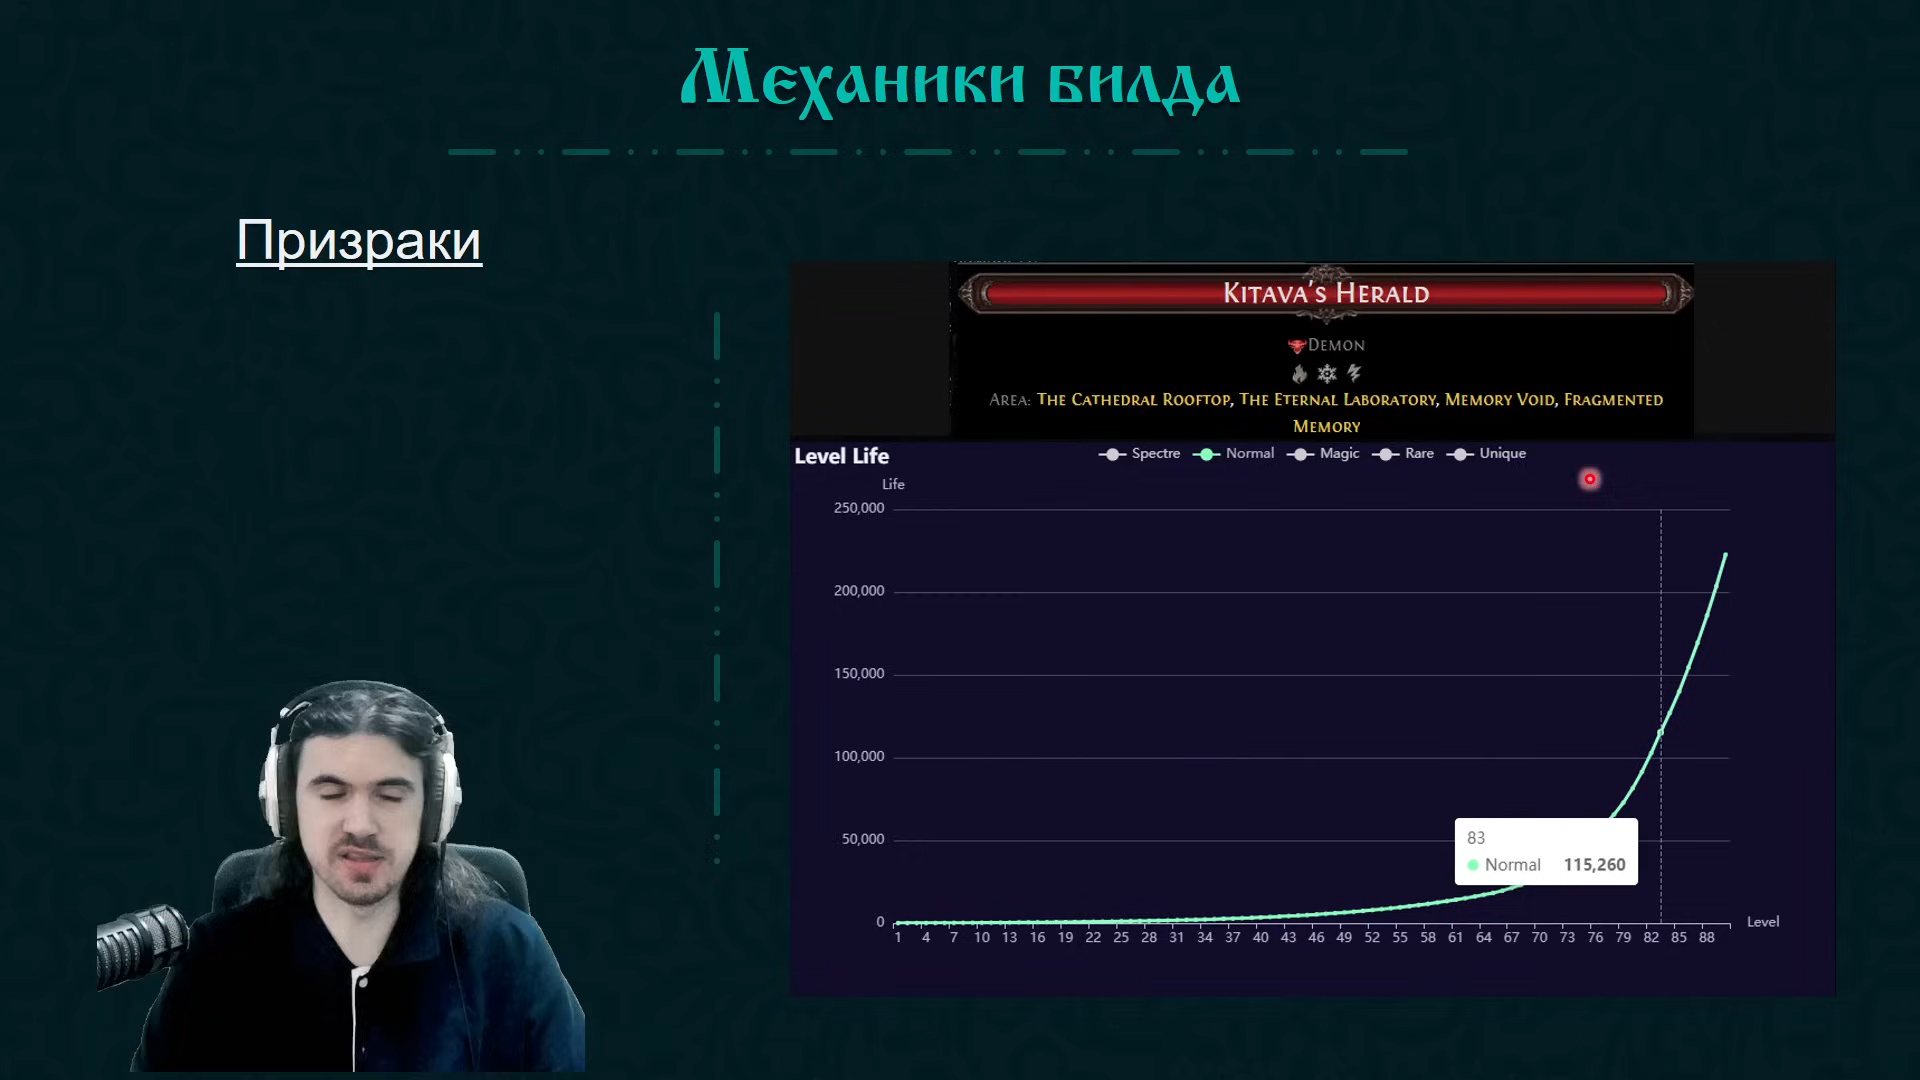 Механики билда
Призраки
Kitava's Herald
Demon
Area: The Cathedral Rooftop, The Eternal Laboratory, Memory Void, Fragmented
Memory
Level Life
Spectre Normal Magic Rare Unique
Life
250,000
200,000
150,000
100,000
50,000
0
83
Normal 115,260
Level
1 4 7 10 13 16 19 22 25 28 31 34 37 40 43 46 49 52 55 58 61 64 67 70 73 76 79 82 85 88